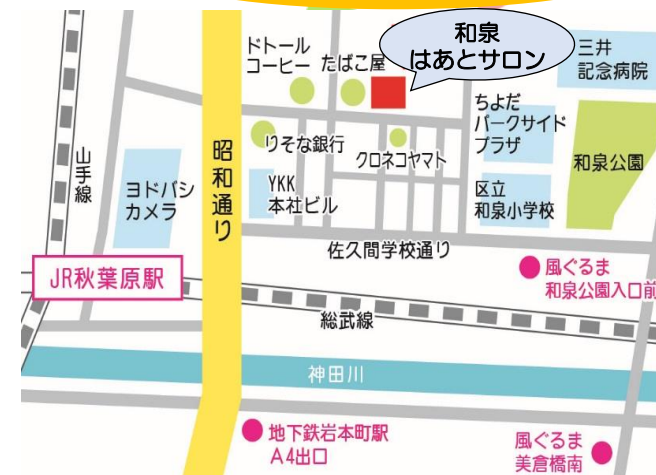 和泉
はあとサロン
ドトール
コーヒー
たばこ屋
三井
記念病院
ちよだ
パークサイド
プラザ
和泉公園
りそな銀行
クロネコヤマト
昭和通り
山手線
ヨドバシ
カメラ
YKK
本社ビル
区立
和泉小学校
佐久間学校通り
JR秋葉原駅
風ぐるま
和泉公園入口前
総武線
神田川
地下鉄岩本町駅
A4出口
風ぐるま
美倉橋南